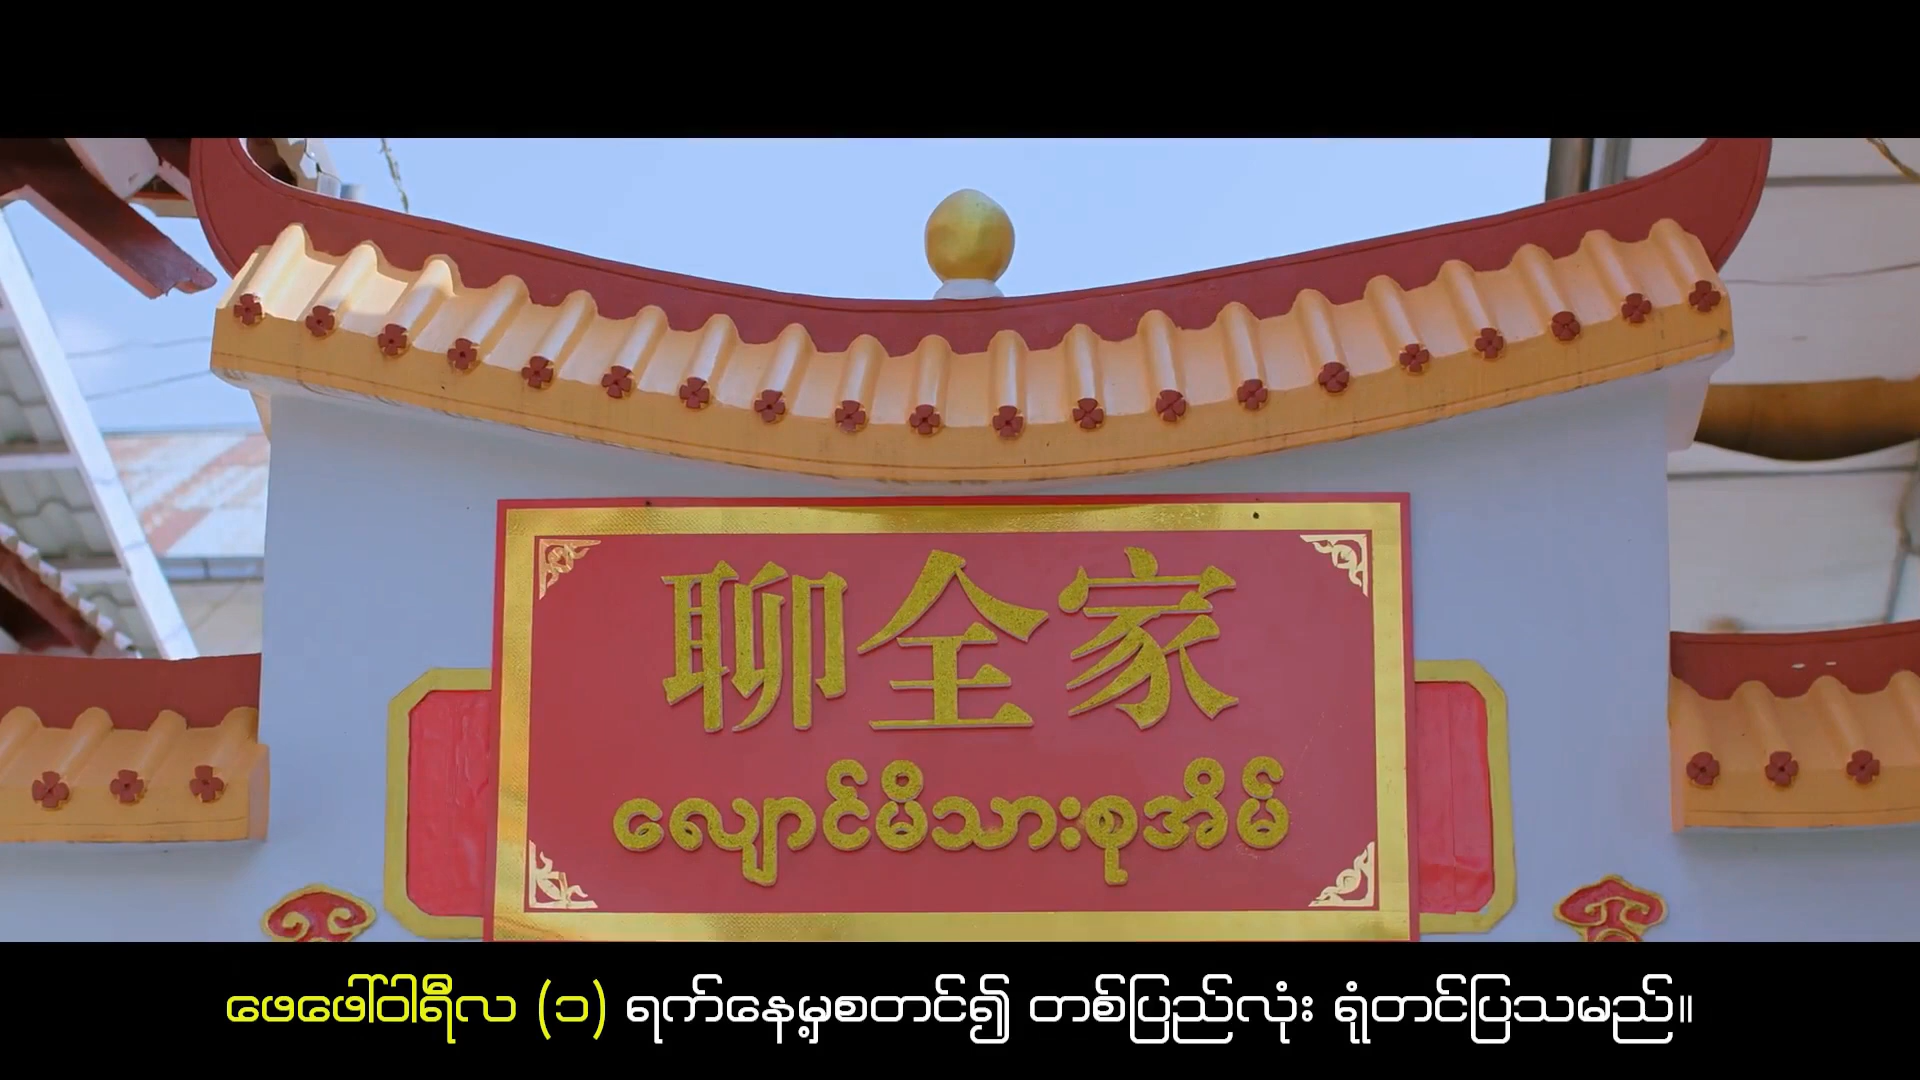 聊全家
လျောင်မိသားစုအိမ်
ဖေဖေါ်ဝါရီလ (၁) ရက်နေ့မှစတင်၍ တစ်ပြည်လုံး ရုံတင်ပြသမည်။